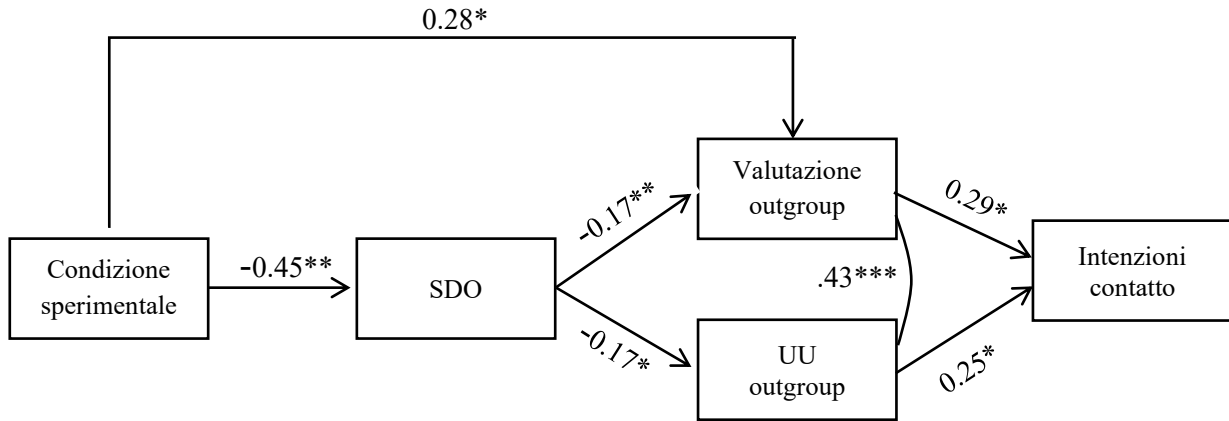 0.28*
Condizione
sperimentale
-0.45**
SDO
-0.17**
-0.17*
Valutazione
outgroup
.43***
UU
outgroup
0.29*
0.25*
Intenzioni
contatto